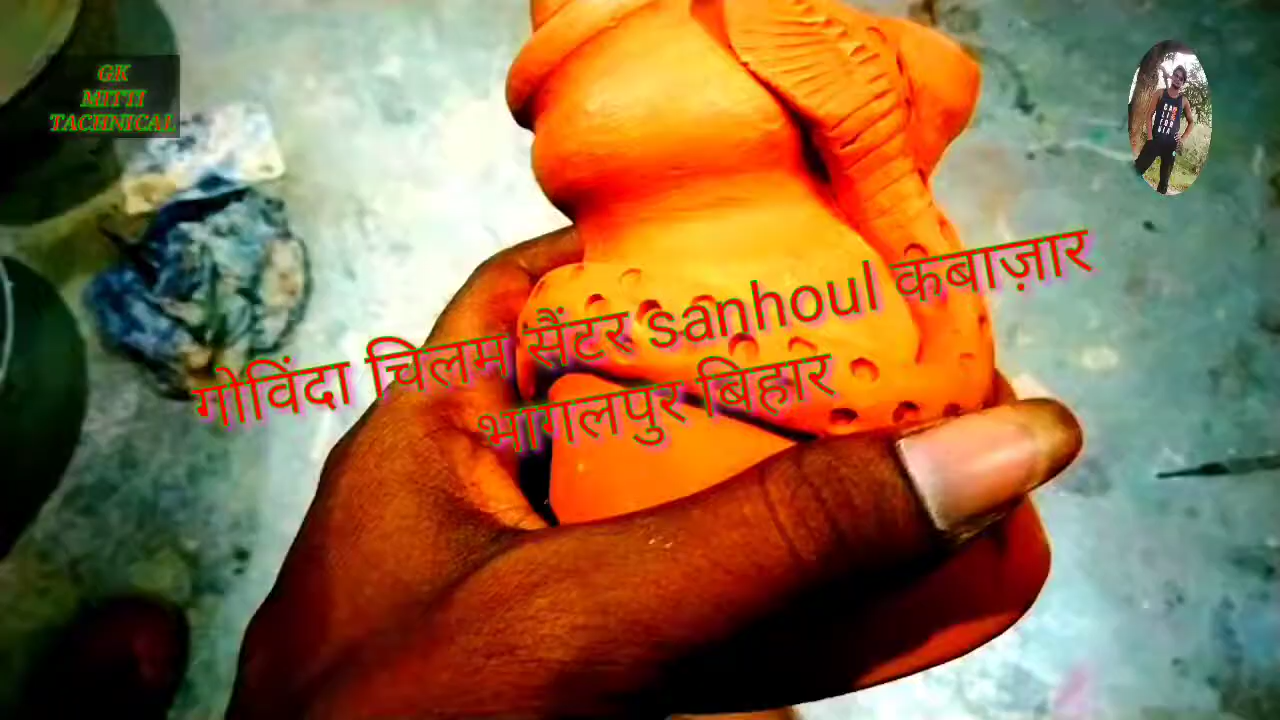 GK
MITTI
TACHNICAL
गोविंदा चिलम सैंटर sanhoul कबाज़ार
भागलपुर बिहार